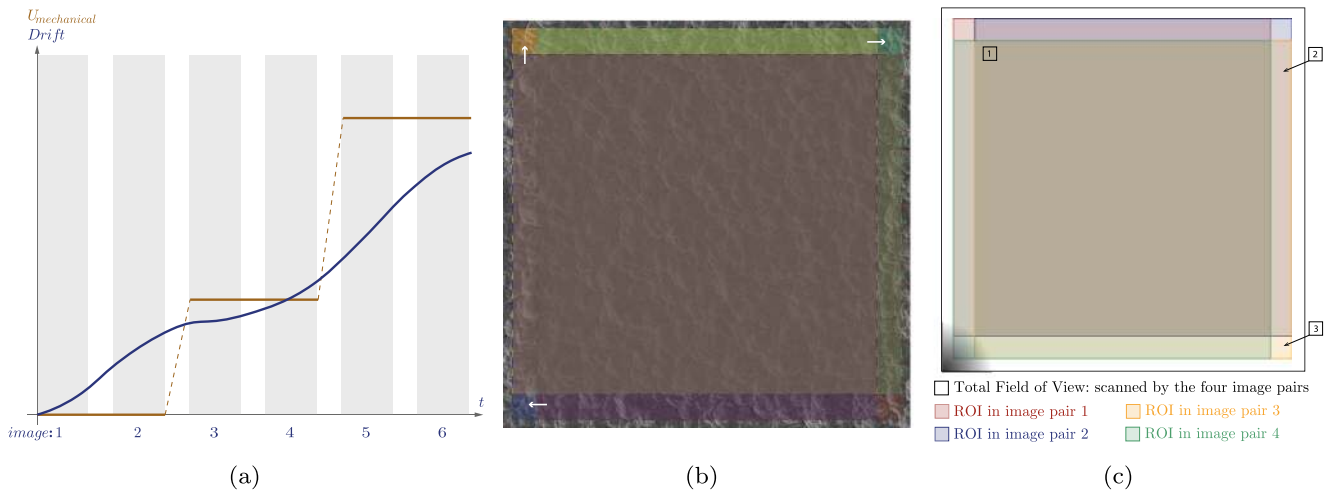 U_mechanical
Drift
t
image: 1 2 3 4 5 6
(a)
(b)
1
2
3
Total Field of View: scanned by the four image pairs
ROI in image pair 1
ROI in image pair 3
ROI in image pair 2
ROI in image pair 4
(c)